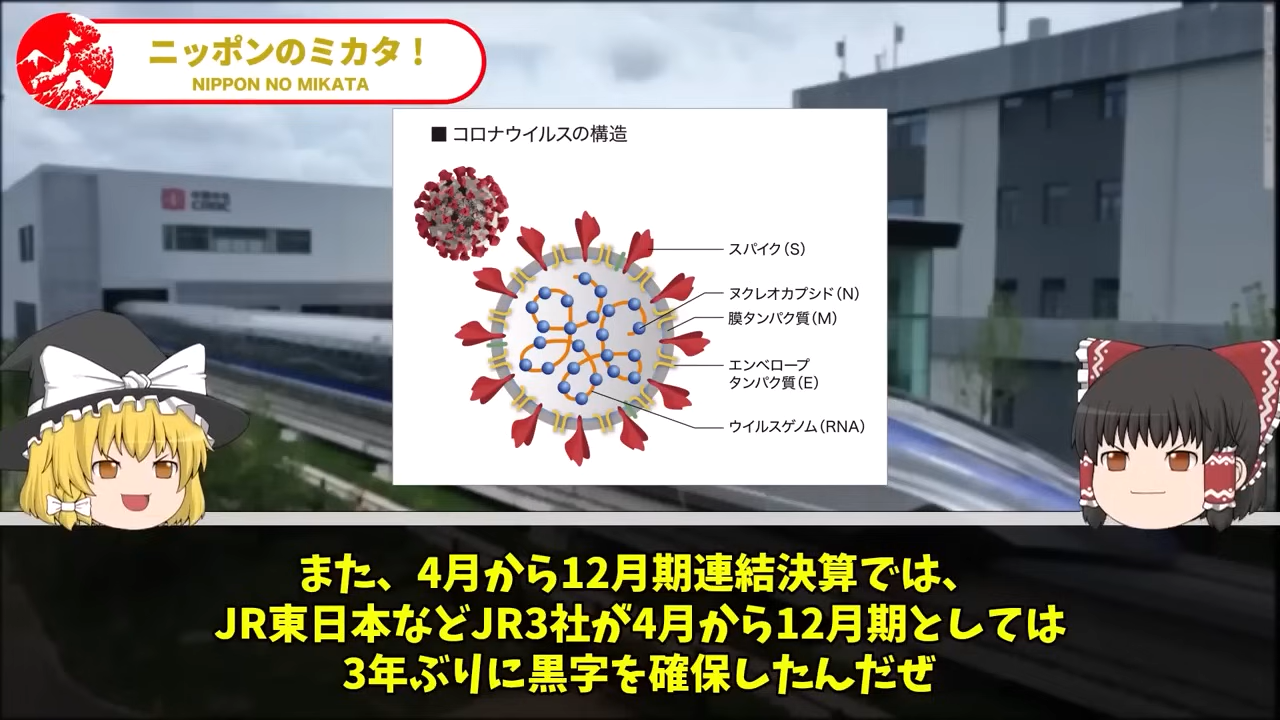 ニッポンのミカタ！
NIPPON NO MIKATA
■ コロナウイルスの構造
スパイク（S）
ヌクレオカプシド（N）
膜タンパク質（M）
エンベロープ
タンパク質（E）
ウイルスゲノム（RNA）
また、4月から12月期連結決算では、
JR東日本などJR3社が4月から12月期としては
3年ぶりに黒字を確保したんだぜ